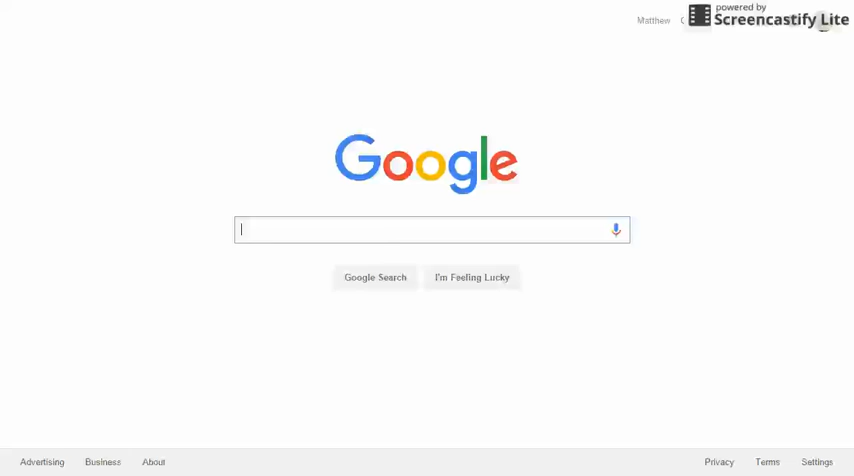 powered by
Screencastify Lite
Matthew
Google
Google Search
I'm Feeling Lucky
Advertising
Business
About
Privacy
Terms
Settings